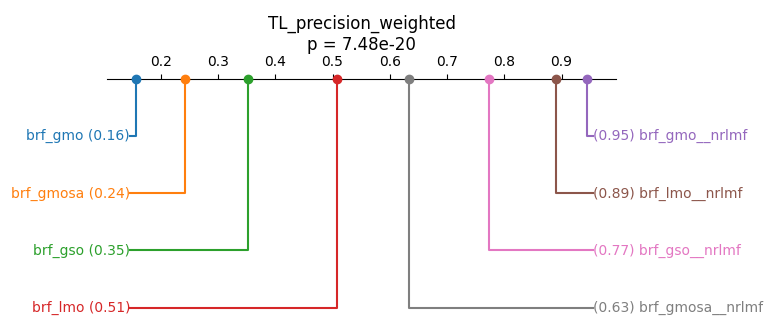 TL_precision_weighted
p = 7.48e-20
0.2 0.3 0.4 0.5 0.6 0.7 0.8 0.9
brf_gmo (0.16) (0.95) brf_gmo__nrlmf
brf_gmosa (0.24) (0.89) brf_lmo__nrlmf
brf_gso (0.35) (0.77) brf_gso__nrlmf
brf_lmo (0.51) (0.63) brf_gmosa__nrlmf